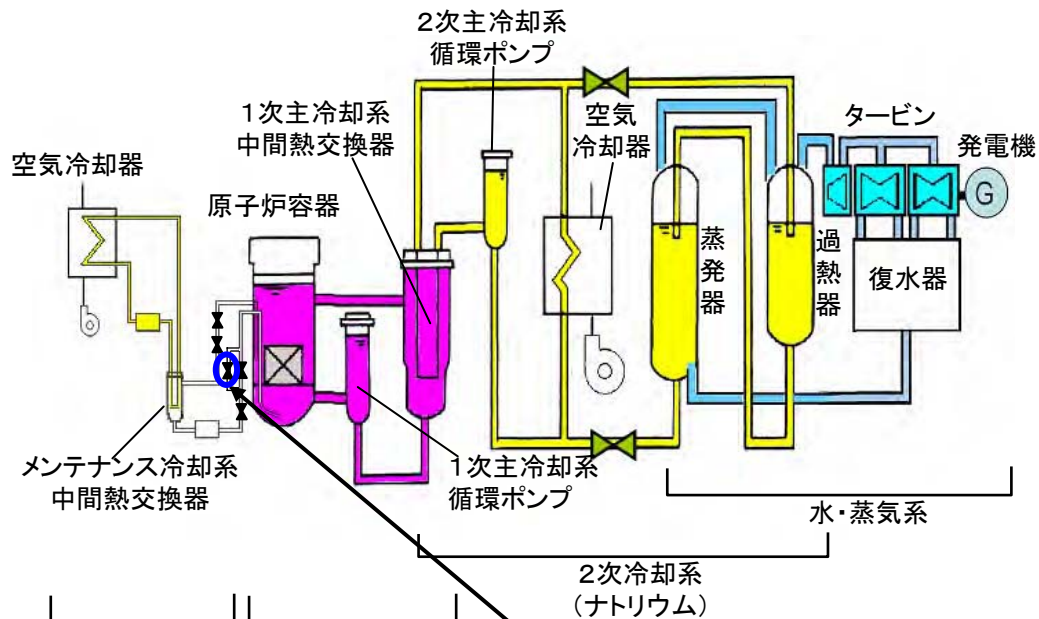 2次主冷却系
循環ポンプ
1次主冷却系
中間熱交換器
空気
冷却器
タービン
発電機
G
空気冷却器
原子炉容器
蒸発器
過熱器
復水器
メンテナンス冷却系
中間熱交換器
1次主冷却系
循環ポンプ
水・蒸気系
2次冷却系
(ナトリウム)